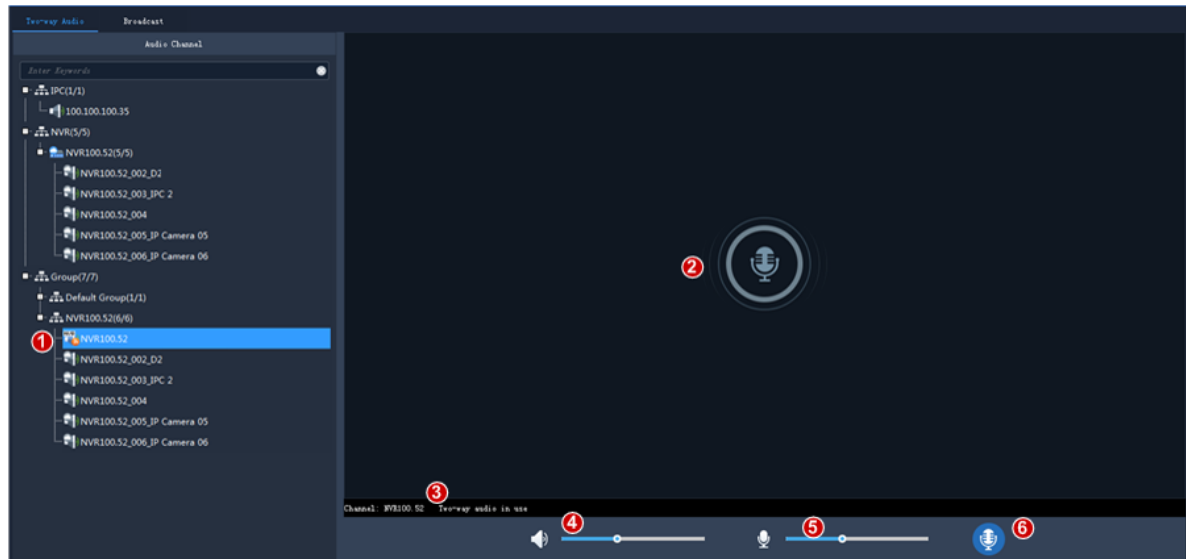 Two-way Audio Broadcast
Audio Channel
Enter Keywords
IPC(1/1)
100.100.100.35
NVR(5/5)
NVR100.52(5/5)
NVR100.52_002_D2
NVR100.52_003_IPC 2
NVR100.52_004
NVR100.52_005_IP Camera 05
NVR100.52_006_IP Camera 06
Group(7/7)
Default Group(1/1)
NVR100.52(6/6)
NVR100.52
NVR100.52_002_D2
NVR100.52_003_IPC 2
NVR100.52_004
NVR100.52_005_IP Camera 05
NVR100.52_006_IP Camera 06
1
2
3
Channel: NVR100.52 Two-way audio in use
4
5
6